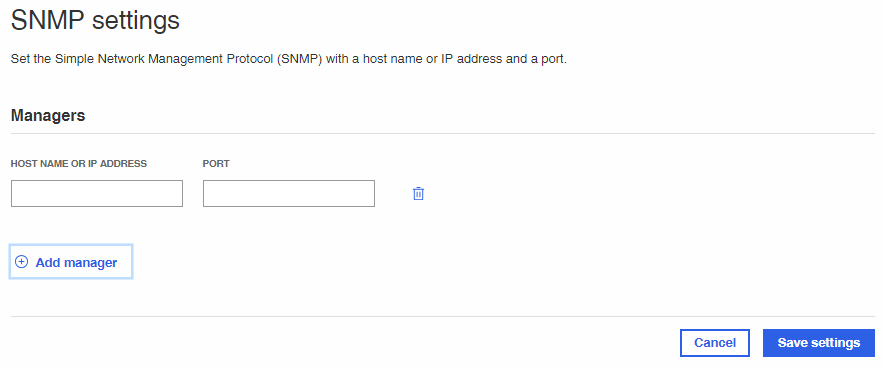 SNMP settings
Set the Simple Network Management Protocol (SNMP) with a host name or IP address and a port.
Managers
HOST NAME OR IP ADDRESS PORT
Add manager
Cancel Save settings